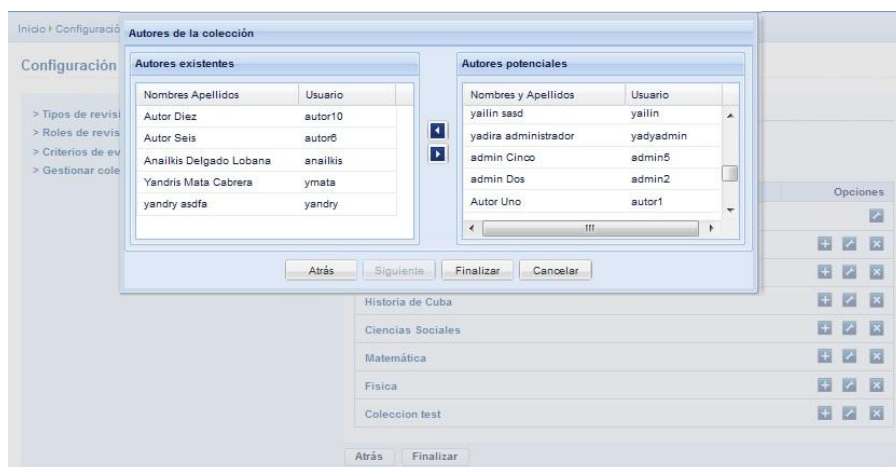 Inicio Configuració
Configuración
> Tipos de revisi
> Roles de revis
> Criterios de ev
> Gestionar cole
Autores de la colección
Autores existentes
Nombres Apellidos Usuario
Autor Diez autor10
Autor Seis autor6
Anailkis Delgado Lobana anailkis
Yandris Mata Cabrera ymata
yandry asdfa yandry
Autores potenciales
Nombres y Apellidos Usuario
yailin sasd yailin
yadira administrador yadyadmin
admin Cinco admin5
admin Dos admin2
Autor Uno autor1
Atrás Siguiente Finalizar Cancelar
Opciones
Historia de Cuba
Ciencias Sociales
Matemática
Física
Coleccion test
Atrás Finalizar